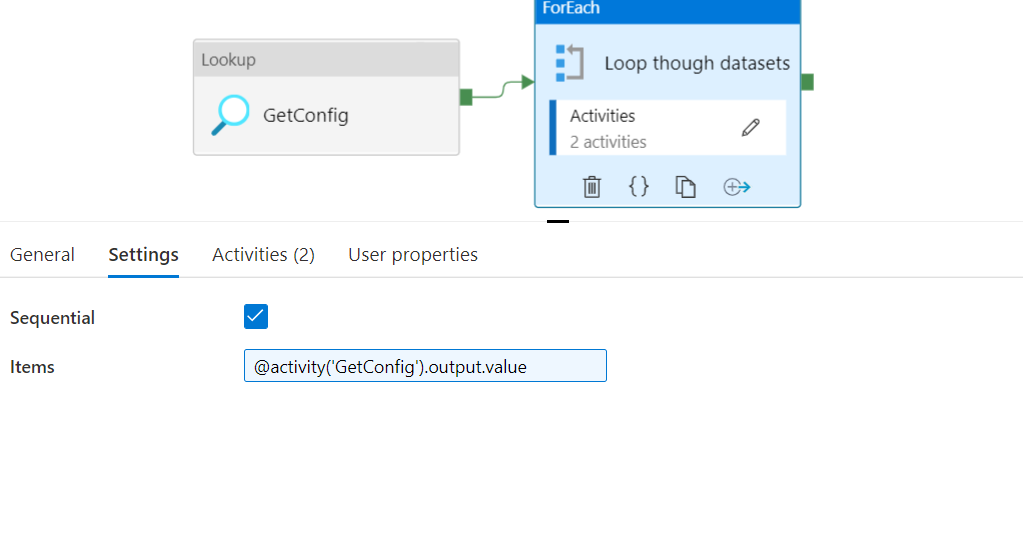 Lookup
GetConfig
ForEach
Loop though datasets
Activities
2 activities
{}
General
Settings
Activities (2)
User properties
Sequential
Items
@activity('GetConfig').output.value